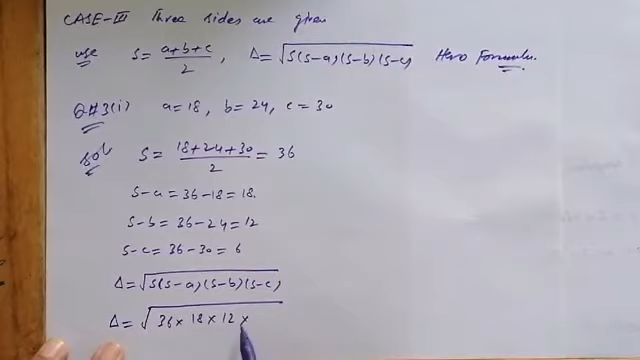 CASE-III Three sides are given
use S = a+b+c / 2 , Δ = √S(S-a)(S-b)(S-c) Hero Formula.
Q#3(i) a = 18, b = 24, c = 30
Sol S = 18+24+30 / 2 = 36
S-a = 36-18 = 18.
S-b = 36-24 = 12
S-c = 36-30 = 6
Δ = √S(S-a)(S-b)(S-c)
Δ = √36 × 18 × 12 ×